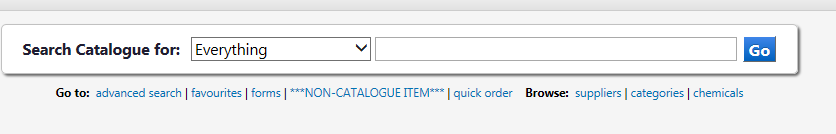 Search Catalogue for: Everything Go
Go to: advanced search | favourites | forms | ***NON-CATALOGUE ITEM*** | quick order Browse: suppliers | categories | chemicals